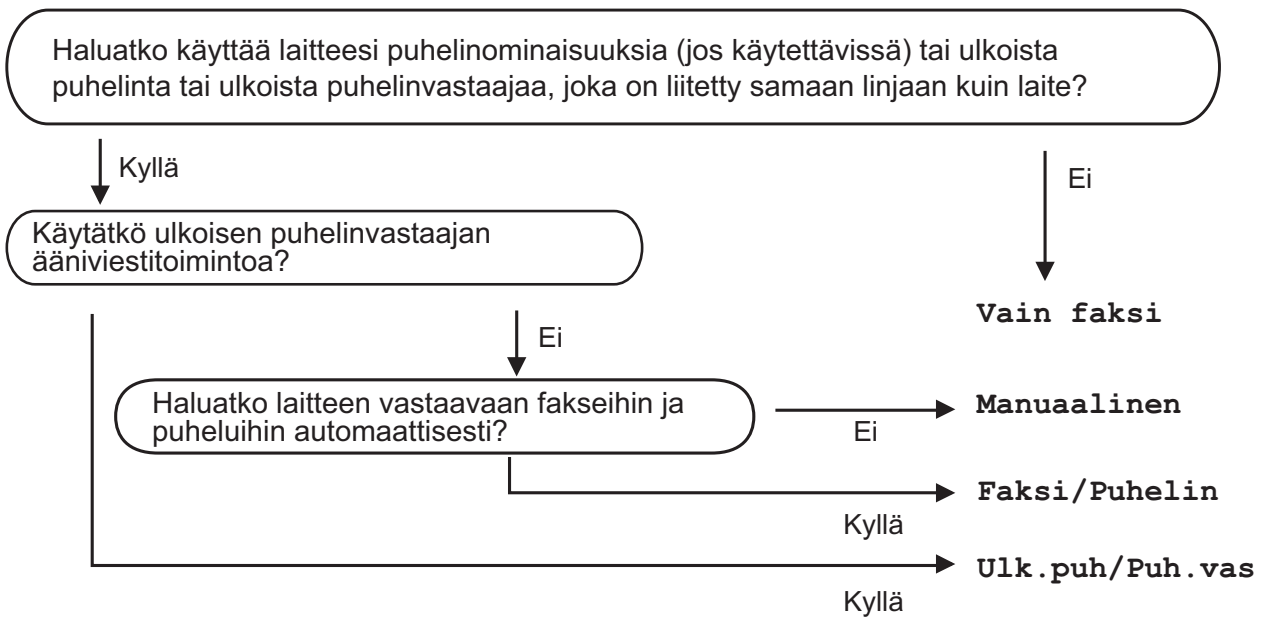 Haluatko käyttää laitteesi puhelinominaisuuksia (jos käytettävissä) tai ulkoista
puhelinta tai ulkoista puhelinvastaajaa, joka on liitetty samaan linjaan kuin laite?
Kyllä
Ei
Käytätkö ulkoisen puhelinvastaajan
ääniviestitoimintoa?
Vain faksi
Ei
Haluatko laitteen vastaavaan fakseihin ja
puheluihin automaattisesti?
Ei
Manuaalinen
Kyllä
Faksi/Puhelin
Kyllä
Ulk.puh/Puh.vas